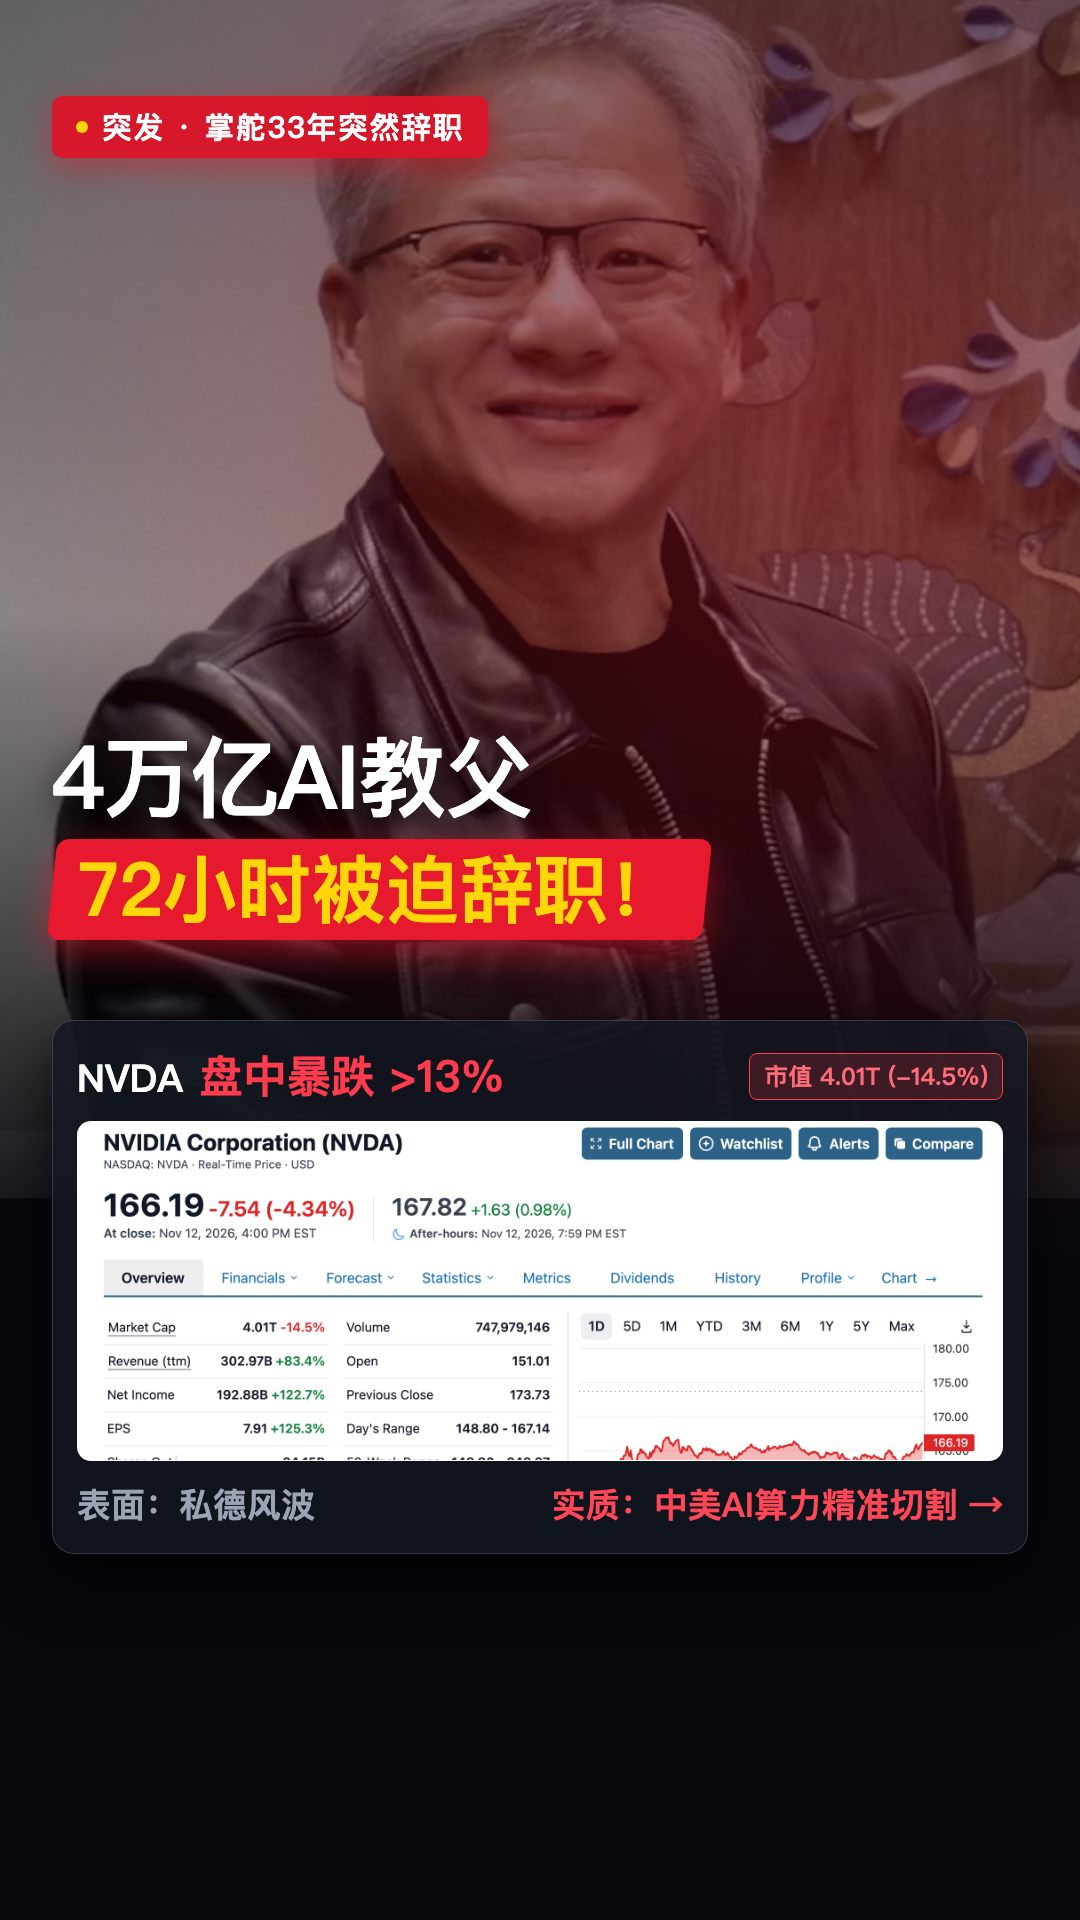 突发 · 掌舵33年突然辞职
4万亿AI教父
72小时被迫辞职！
NVDA 盘中暴跌 >13%
市值 4.01T (−14.5%)
NVIDIA Corporation (NVDA)
Full Chart Watchlist Alerts Compare
NASDAQ: NVDA · Real-Time Price · USD
166.19 -7.54 (-4.34%) 167.82 +1.63 (0.98%)
At close: Nov 12, 2026, 4:00 PM EST After-hours: Nov 12, 2026, 7:59 PM EST
Overview Financials Forecast Statistics Metrics Dividends History Profile Chart →
Market Cap 4.01T -14.5% Volume 747,979,146
1D 5D 1M YTD 3M 6M 1Y 5Y Max
Revenue (ttm) 302.97B +83.4% Open 151.01
Net Income 192.88B +122.7% Previous Close 173.73
EPS 7.91 +125.3% Day's Range 148.80 - 167.14
180.00
175.00
170.00
166.19
表面：私德风波
实质：中美AI算力精准切割 →